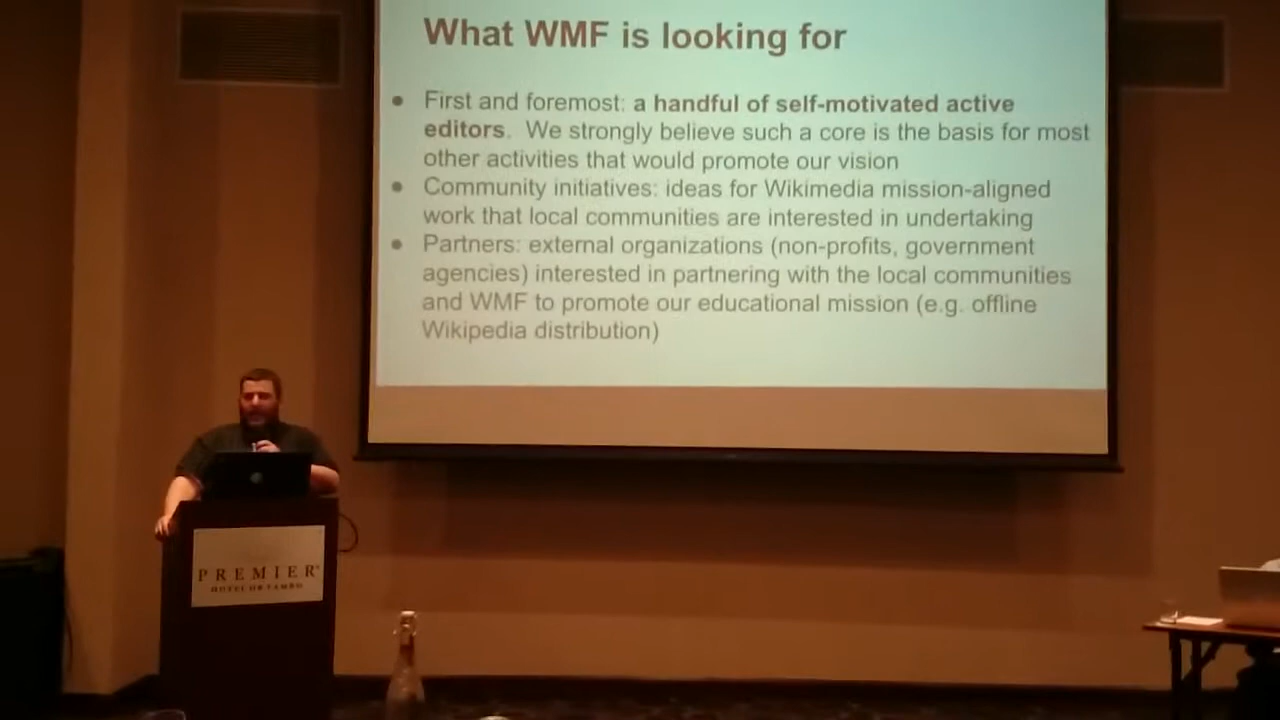 What WMF is looking for
● First and foremost: a handful of self-motivated active
editors. We strongly believe such a core is the basis for most
other activities that would promote our vision
● Community initiatives: ideas for Wikimedia mission-aligned
work that local communities are interested in undertaking
● Partners: external organizations (non-profits, government
agencies) interested in partnering with the local communities
and WMF to promote our educational mission (e.g. offline
Wikipedia distribution)
PREMIER
HOTEL OR TAMBO